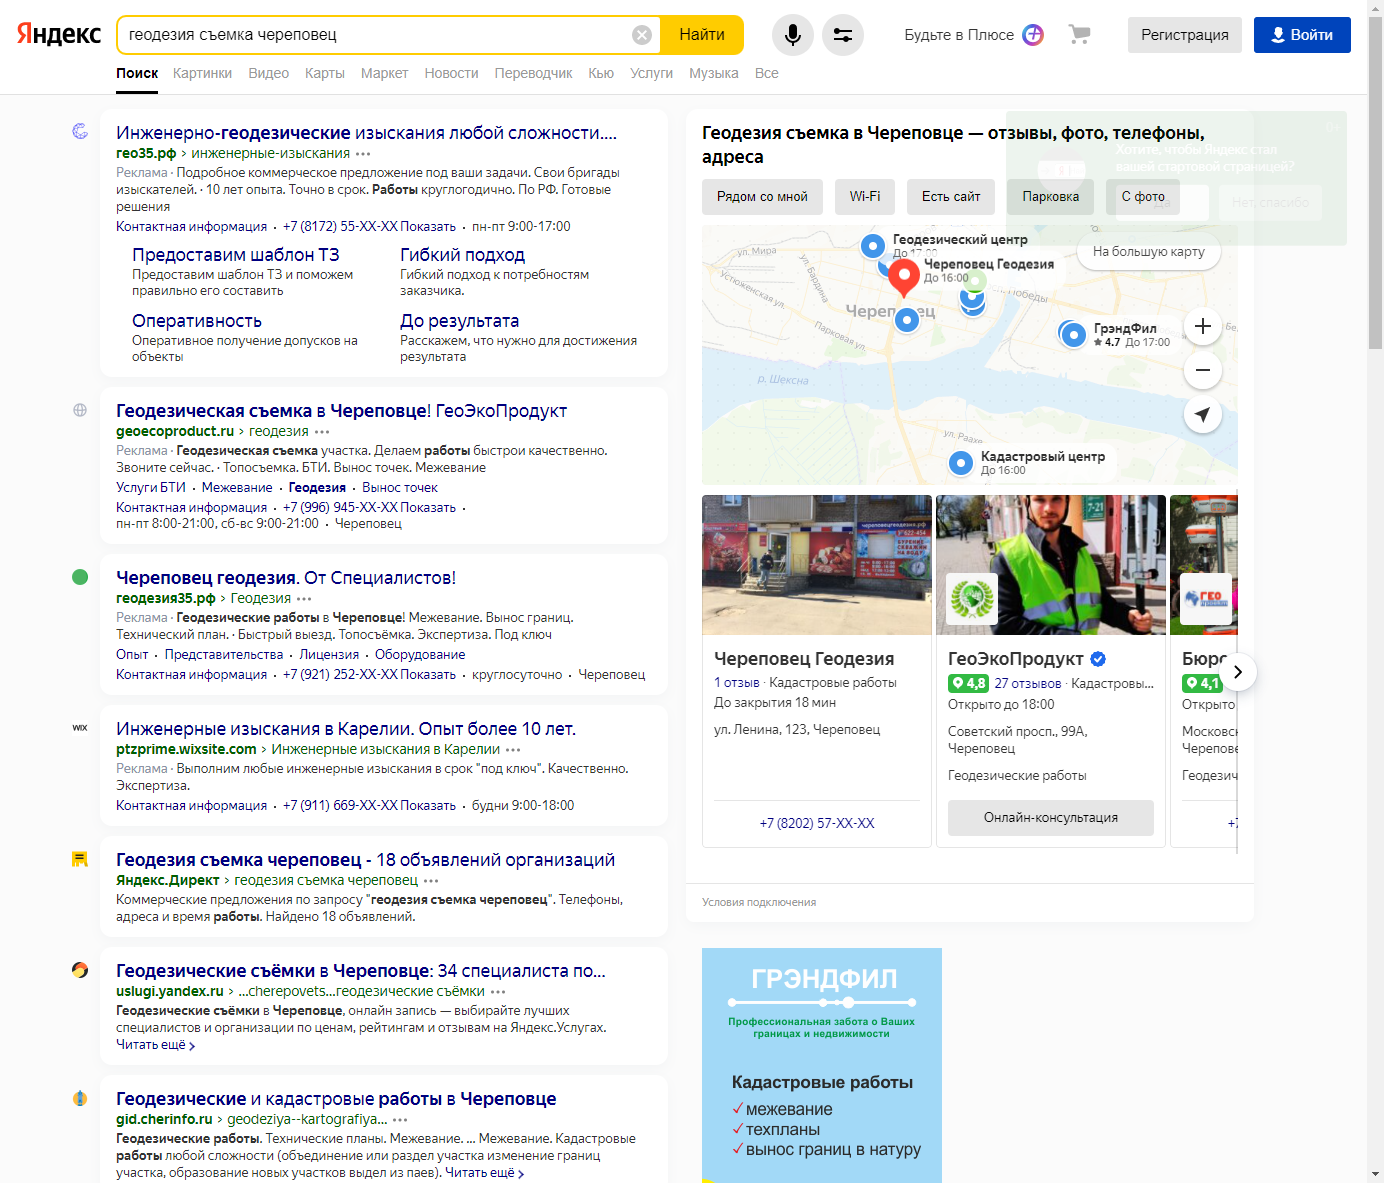 Яндекс
геодезия съемка череповец
Найти
Будьте в Плюсе
Регистрация
Войти
Поиск Картинки Видео Карты Маркет Новости Переводчик Кью Услуги Музыка Все
Инженерно-геодезические изыскания любой сложности....
гео35.рф › инженерные-изыскания
Реклама · Подробное коммерческое предложение под ваши задачи. Свои бригады
изыскателей. · 10 лет опыта. Точно в срок. Работы круглогодично. По РФ. Готовые
решения
Контактная информация · +7 (8172) 55-XX-XX Показать · пн-пт 9:00-17:00
Предоставим шаблон ТЗ
Предоставим шаблон ТЗ и поможем
правильно его составить
Гибкий подход
Гибкий подход к потребностям
заказчика.
Оперативность
Оперативное получение допусков на
объекты
До результата
Расскажем, что нужно для достижения
результата
Геодезическая съемка в Череповце! ГеоЭкоПродукт
geoecoproduct.ru › геодезия
Реклама · Геодезическая съемка участка. Делаем работы быстрои качественно.
Звоните сейчас. · Топосъемка. БТИ. Вынос точек. Межевание
Услуги БТИ · Межевание · Геодезия · Вынос точек
Контактная информация · +7 (996) 945-XX-XX Показать ·
пн-пт 8:00-21:00, сб-вс 9:00-21:00 · Череповец
Череповец геодезия. От Специалистов!
геодезия35.рф › Геодезия
Реклама · Геодезические работы в Череповце! Межевание. Вынос границ.
Технический план. · Быстрый выезд. Топосъёмка. Экспертиза. Под ключ
Опыт · Представительства · Лицензия · Оборудование
Контактная информация · +7 (921) 252-XX-XX Показать · круглосуточно · Череповец
WIX
Инженерные изыскания в Карелии. Опыт более 10 лет.
ptzprime.wixsite.com › Инженерные изыскания в Карелии
Реклама · Выполним любые инженерные изыскания в срок "под ключ". Качественно.
Экспертиза.
Контактная информация · +7 (911) 669-XX-XX Показать · будни 9:00-18:00
Геодезия съемка череповец - 18 объявлений организаций
Яндекс.Директ › геодезия съемка череповец
Коммерческие предложения по запросу "геодезия съемка череповец". Телефоны,
адреса и время работы. Найдено 18 объявлений.
Геодезические съёмки в Череповце: 34 специалиста по...
uslugi.yandex.ru › ...cherepovets...геодезические съёмки
Геодезические съёмки в Череповце, онлайн запись — выбирайте лучших
специалистов и организации по ценам, рейтингам и отзывам на Яндекс.Услугах.
Читать ещё ›
Геодезические и кадастровые работы в Череповце
gid.cherinfo.ru › geodeziya--kartografiya...
Геодезические работы. Технические планы. Межевание. ... Межевание. Кадастровые
работы любой сложности (объединение или раздел участка изменение границ
участка, образование новых участков выдел из паев). Читать ещё ›
Геодезия съемка в Череповце — отзывы, фото, телефоны,
адреса
Хотите, чтобы Яндекс стал
вашей стартовой страницей?
Да
Нет, спасибо
Рядом со мной
Wi-Fi
Есть сайт
Парковка
С фото
На большую карту
ул. Мира
Устюженская ул.
ул. Бардина
Парковая ул.
Череповец
р. Шексна
ул. Раахе
Геодезический центр
До 17:00
Череповец Геодезия
До 16:00
ГрэндФил
4.7 До 17:00
Кадастровый центр
До 16:00
Череповец Геодезия
1 отзыв · Кадастровые работы
До закрытия 18 мин
ул. Ленина, 123, Череповец
+7 (8202) 57-XX-XX
7-21
ГеоЭкоПродукт
4,8 27 отзывов · Кадастровы...
Открыто до 18:00
Советский просп., 99А,
Череповец
Геодезические работы
Онлайн-консультация
ГЕО
4,1
Открыто
Условия подключения
ГРЭНДФИЛ
Профессиональная забота о Ваших
границах и недвижимости
Кадастровые работы
межевание
техпланы
вынос границ в натуру